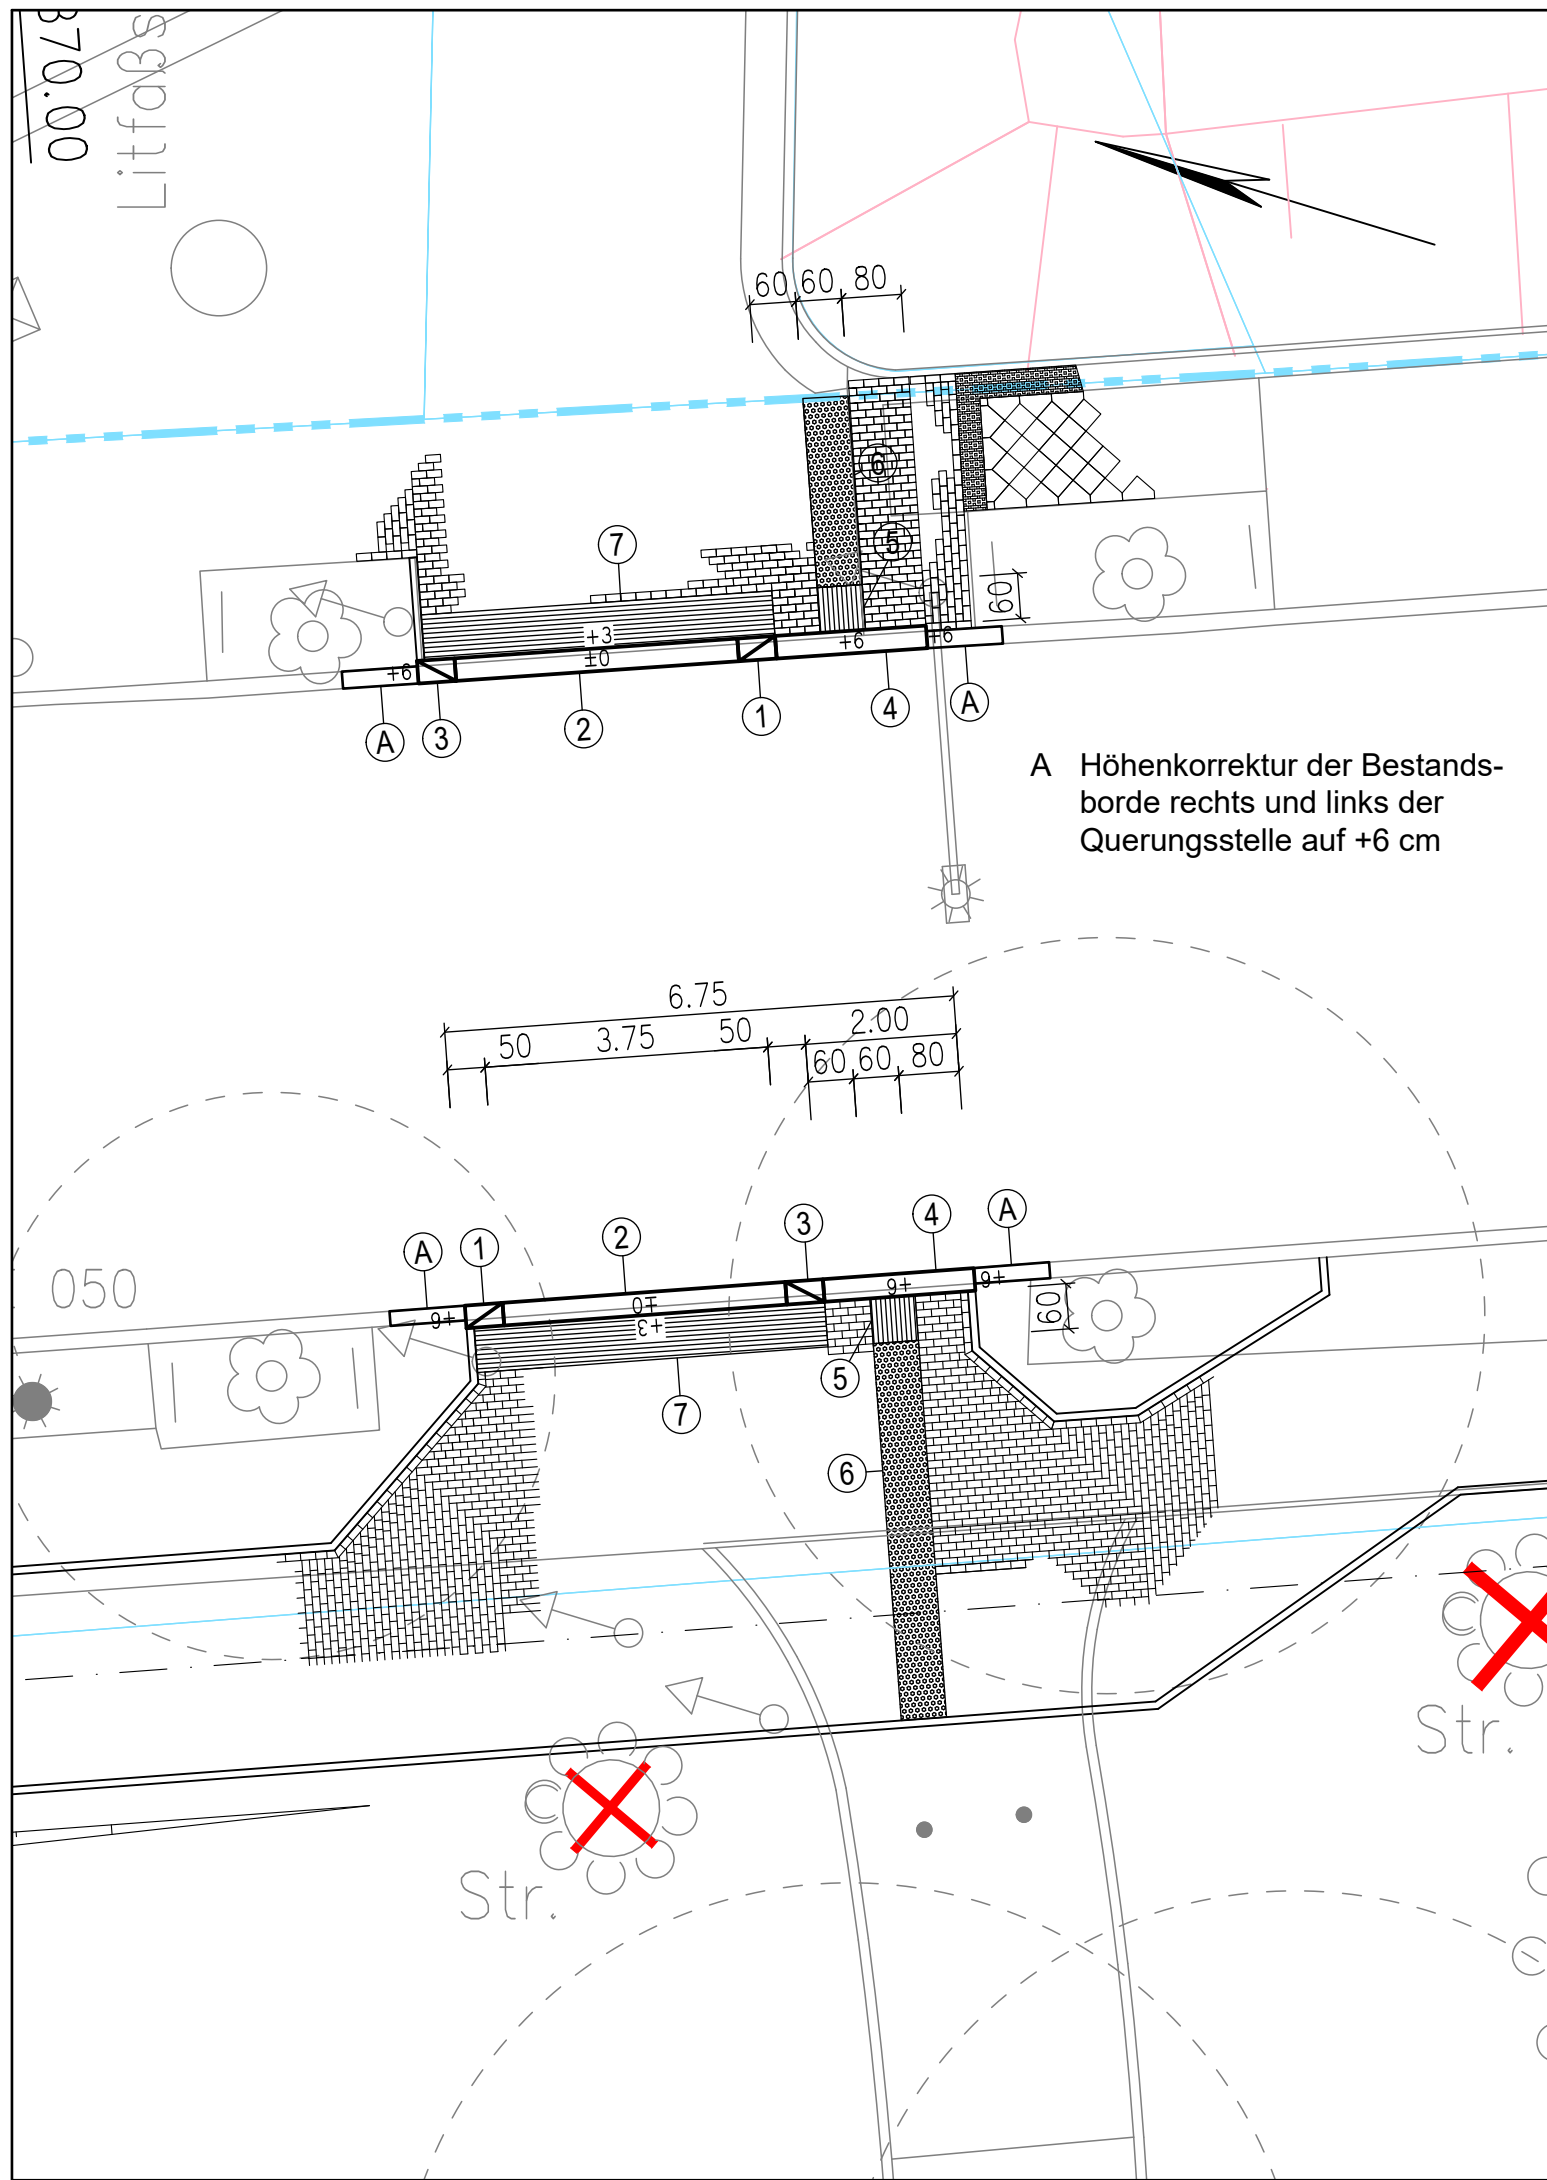 870.00
Litfaßs
60 60 80
6
5
7
60
+3
±0
+6
+6
+6
A
3
2
1
4
A
A Höhenkorrektur der Bestands-
borde rechts und links der
Querungsstelle auf +6 cm
6.75
50 3.75 50 2.00
60 60 80
A
1
2
3
4
A
050
+6
±0
+3
+6
+6
60
5
7
6
Str.
Str.